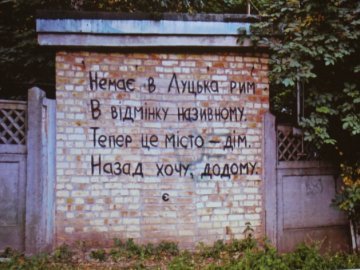 Немає в Луцька рим
В відмінку називному.
Тепер це місто – дім.
Назад хочу, додому.
є